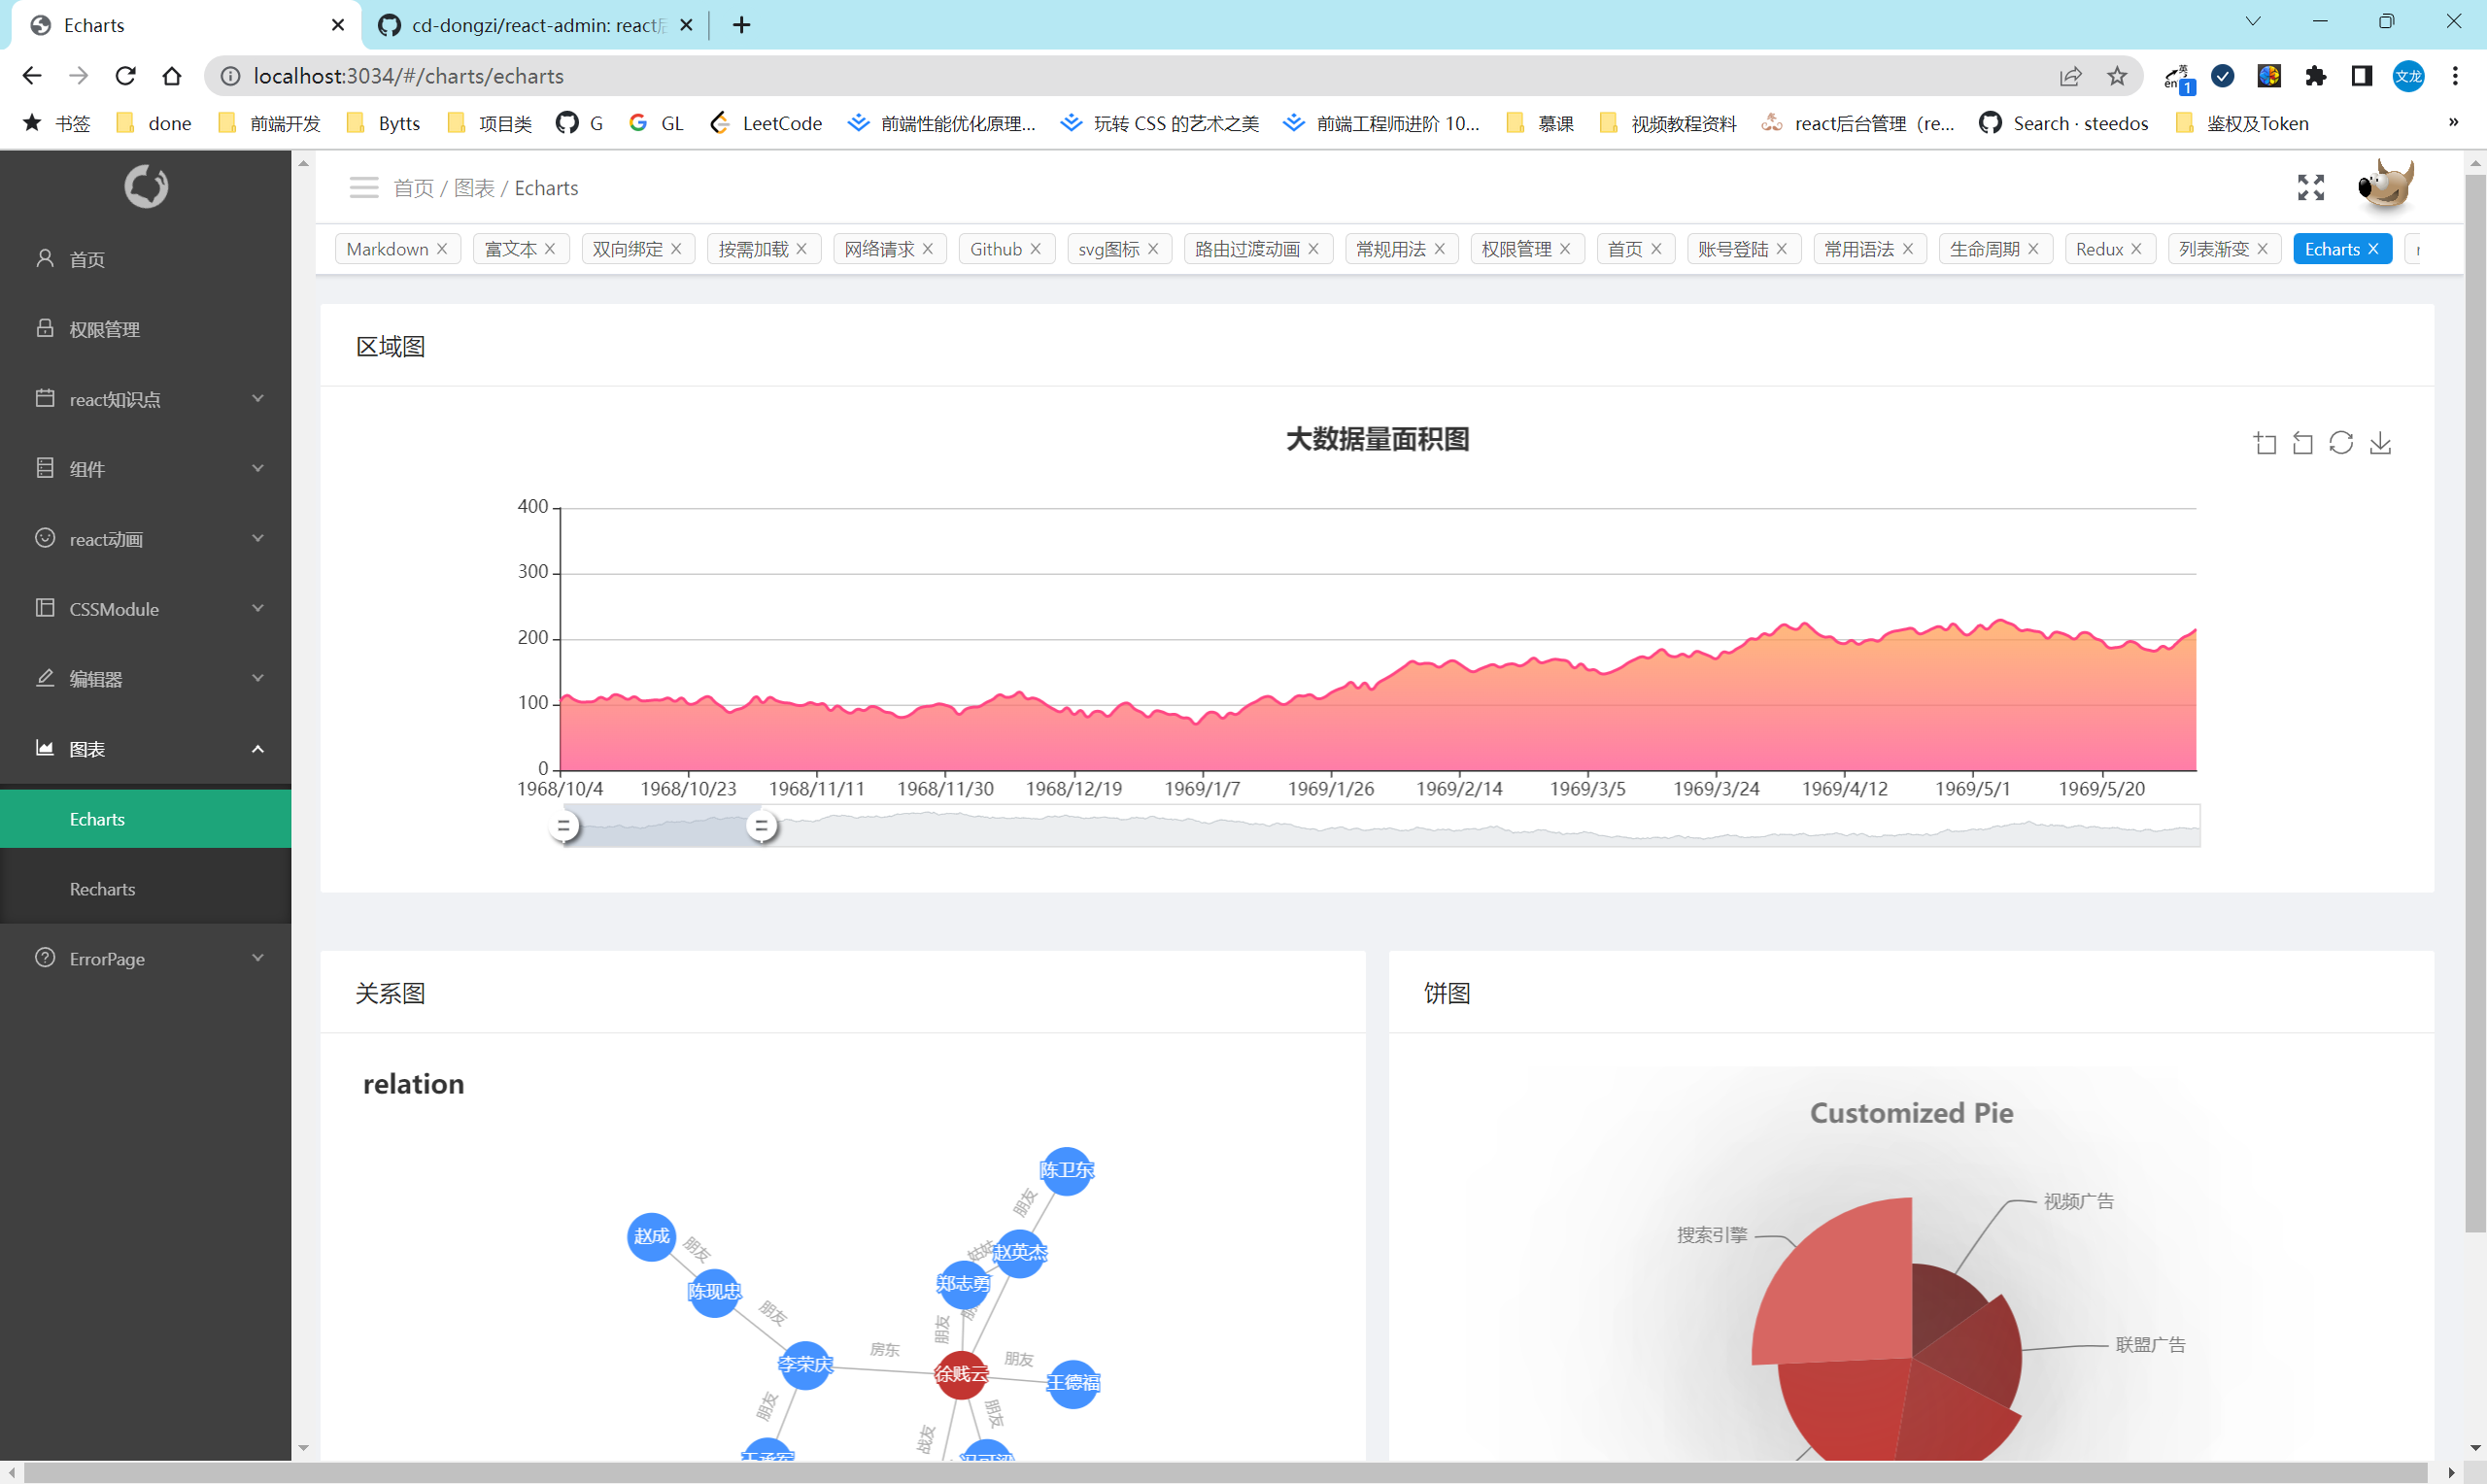 Echarts
cd-dongzi/react-admin: react后
localhost:3034/#/charts/echarts
英 en 1
文龙
书签 done 前端开发 Bytts 项目类 G GL LeetCode 前端性能优化原理... 玩转 CSS 的艺术之美 前端工程师进阶 10... 慕课 视频教程资料 react后台管理（re... Search · steedos 鉴权及Token »
首页 / 图表 / Echarts
Markdown 富文本 双向绑定 按需加载 网络请求 Github svg图标 路由过渡动画 常规用法 权限管理 首页 账号登陆 常用语法 生命周期 Redux 列表渐变 Echarts
首页
权限管理
react知识点
组件
react动画
CSSModule
编辑器
图表
Echarts
Recharts
ErrorPage
区域图
大数据量面积图
400
300
200
100
0
1968/10/4 1968/10/23 1968/11/11 1968/11/30 1968/12/19 1969/1/7 1969/1/26 1969/2/14 1969/3/5 1969/3/24 1969/4/12 1969/5/1 1969/5/20
关系图
relation
陈卫东
朋友
赵成
朋友
姑姑
赵英杰
郑志勇
陈现忠
朋友
朋友
李荣庆
房东
徐贱云
朋友
王德福
朋友
战友
朋友
饼图
Customized Pie
视频广告
搜索引擎
联盟广告